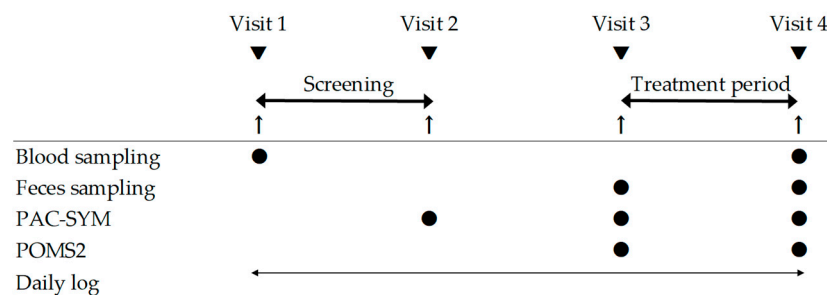 Visit 1 Visit 2 Visit 3 Visit 4
Screening Treatment period
Blood sampling
Feces sampling
PAC-SYM
POMS2
Daily log